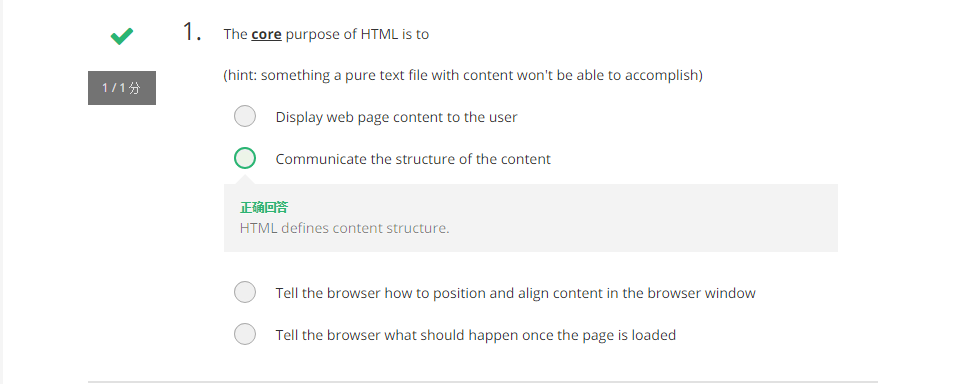 1. The core purpose of HTML is to
(hint: something a pure text file with content won't be able to accomplish)
1 / 1 分
Display web page content to the user
Communicate the structure of the content
正确回答
HTML defines content structure.
Tell the browser how to position and align content in the browser window
Tell the browser what should happen once the page is loaded